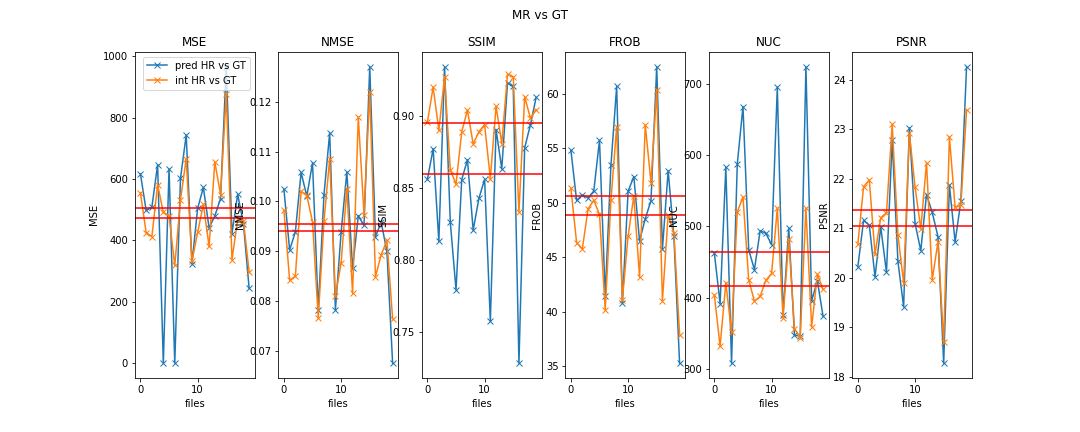 MR vs GT
MSE
NMSE
SSIM
FROB
NUC
PSNR
pred HR vs GT
int HR vs GT
1000
800
600
400
200
0
MSE
0.12
0.11
0.10
0.09
0.08
0.07
NMSE
0.90
0.85
0.80
0.75
SSIM
60
55
50
45
40
35
FROB
700
600
500
400
300
NUC
24
23
22
21
20
19
18
PSNR
0 10
0 10
0 10
0 10
0 10
0 10
files
files
files
files
files
files